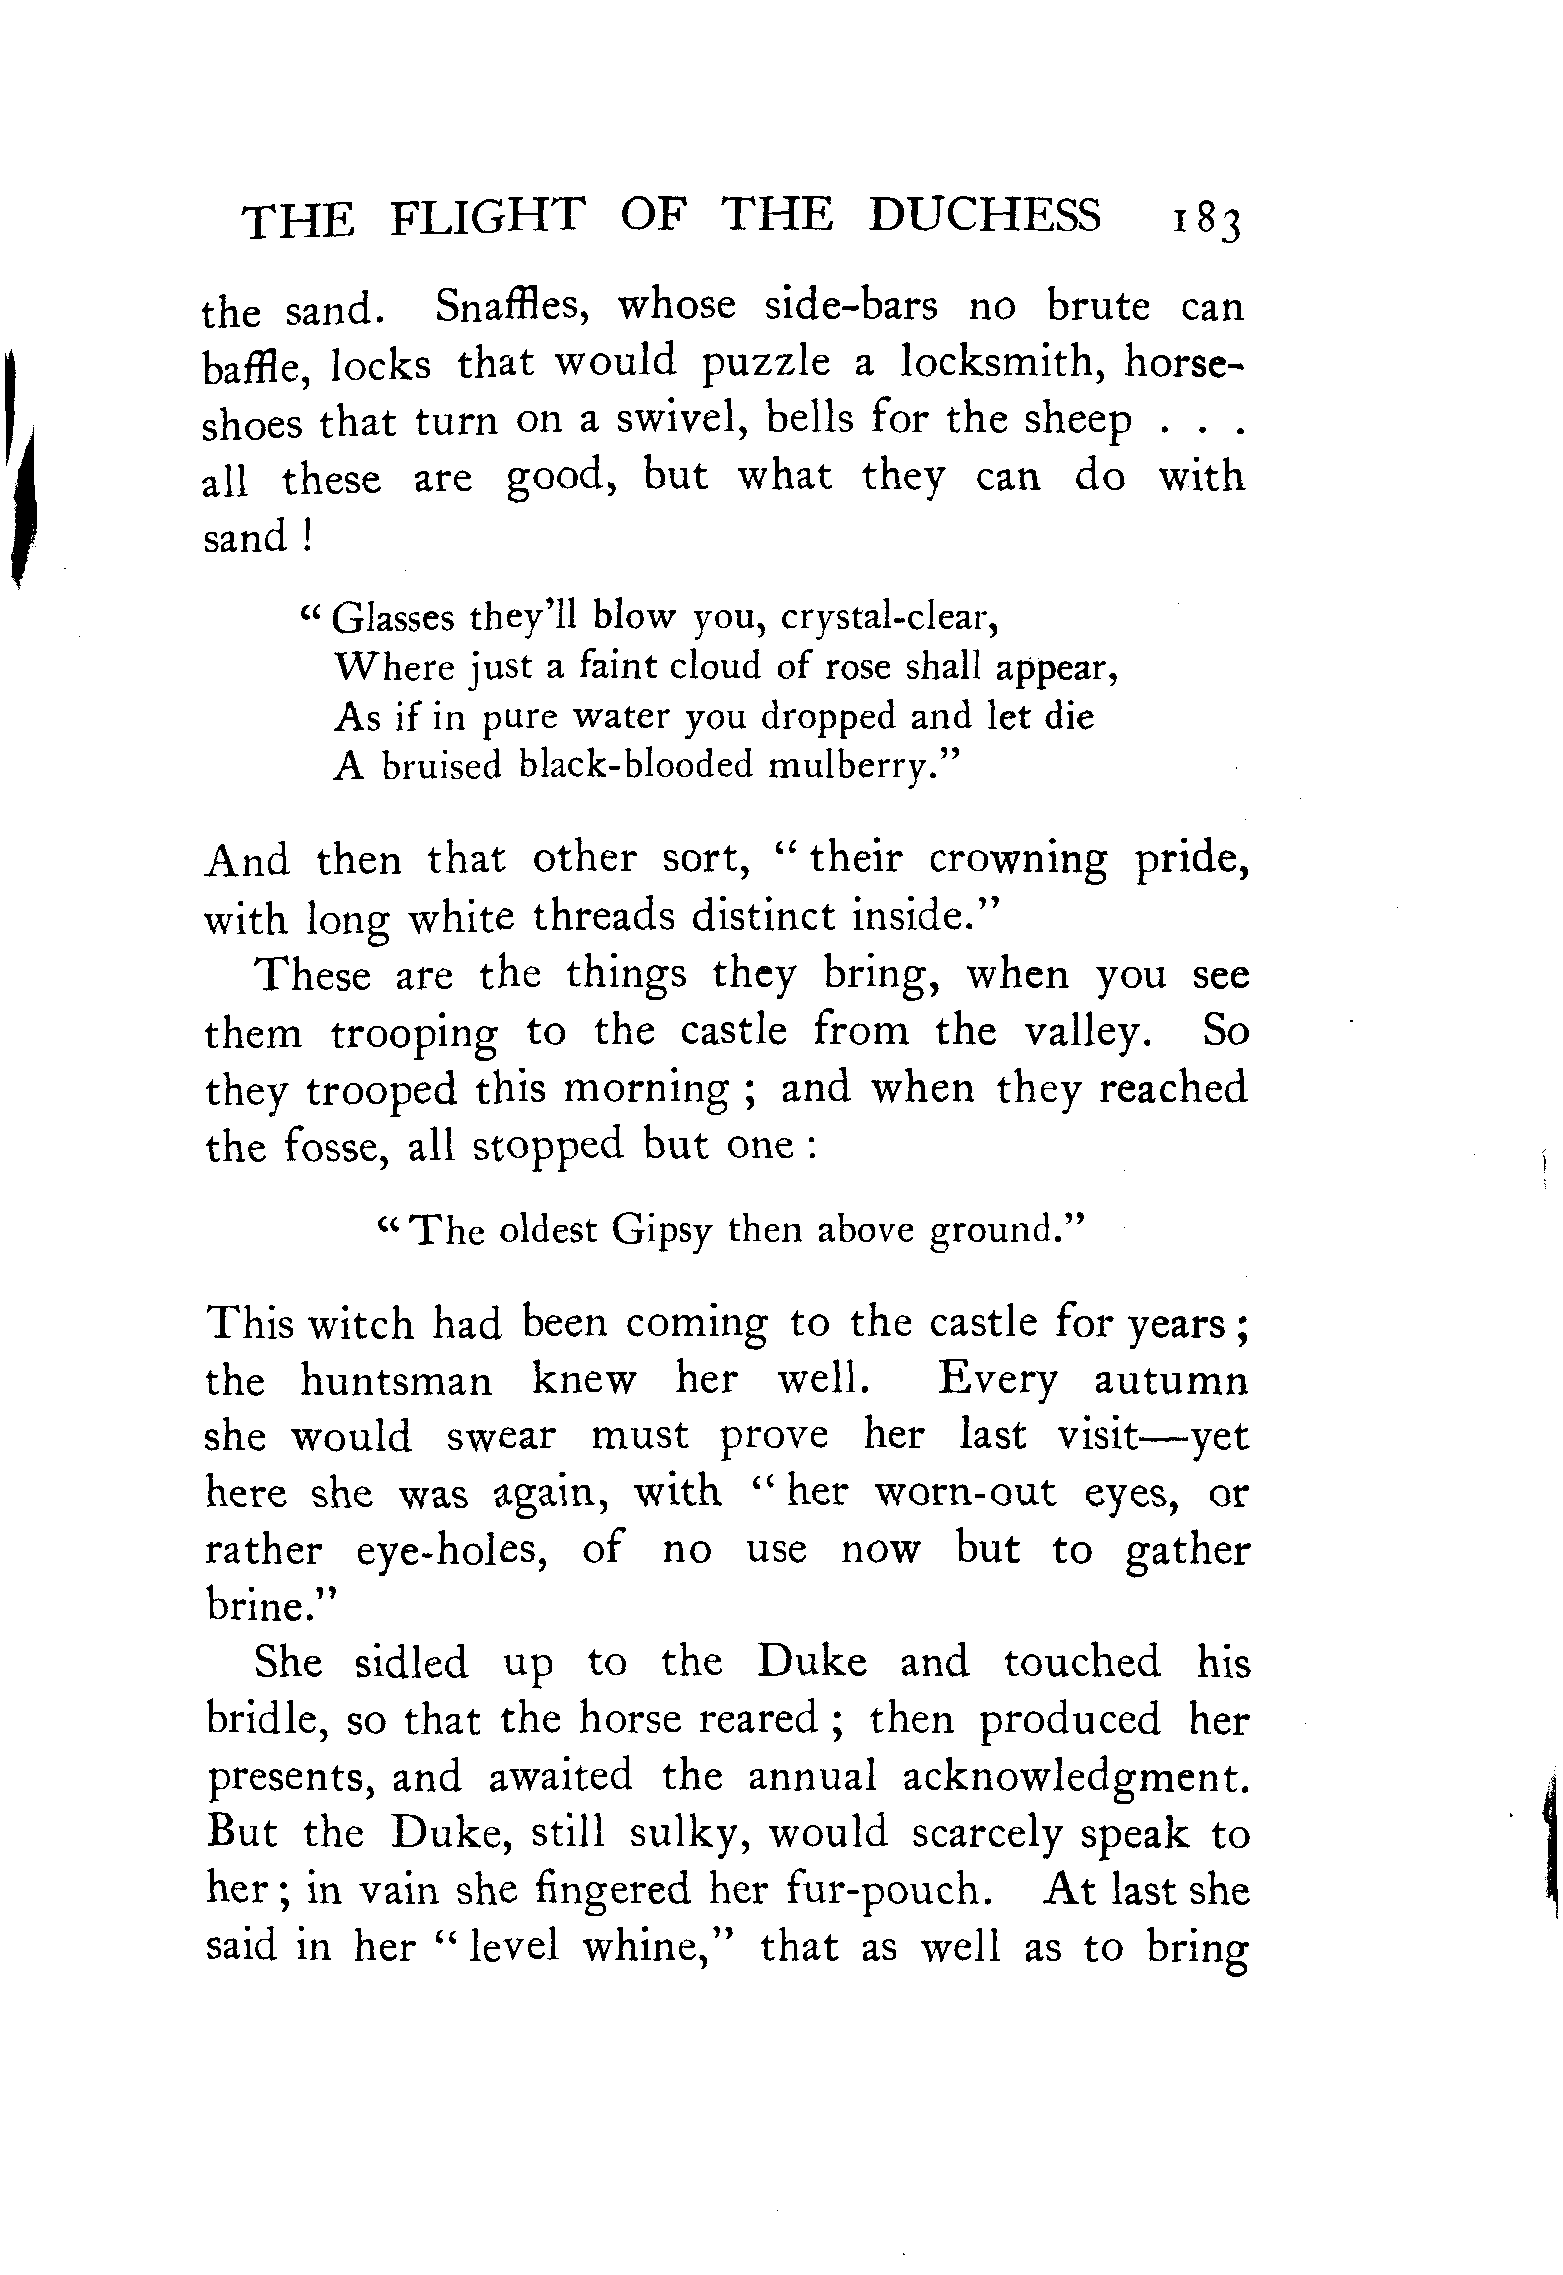 THE FLIGHT OF THE DUCHESS 183
the sand. Snaffles, whose side-bars no brute can
baffle, locks that would puzzle a locksmith, horse-
shoes that turn on a swivel, bells for the sheep . . .
all these are good, but what they can do with
sand !
“ Glasses they’ll blow you, crystal-clear,
Where just a faint cloud of rose shall appear,
As if in pure water you dropped and let die
A bruised black-blooded mulberry.”
And then that other sort, “ their crowning pride,
with long white threads distinct inside.”
These are the things they bring, when you see
them trooping to the castle from the valley. So
they trooped this morning ; and when they reached
the fosse, all stopped but one :
“ The oldest Gipsy then above ground.”
This witch had been coming to the castle for years ;
the huntsman knew her well. Every autumn
she would swear must prove her last visit—yet
here she was again, with “ her worn-out eyes, or
rather eye-holes, of no use now but to gather
brine.”
She sidled up to the Duke and touched his
bridle, so that the horse reared ; then produced her
presents, and awaited the annual acknowledgment.
But the Duke, still sulky, would scarcely speak to
her ; in vain she fingered her fur-pouch. At last she
said in her “ level whine,” that as well as to bring